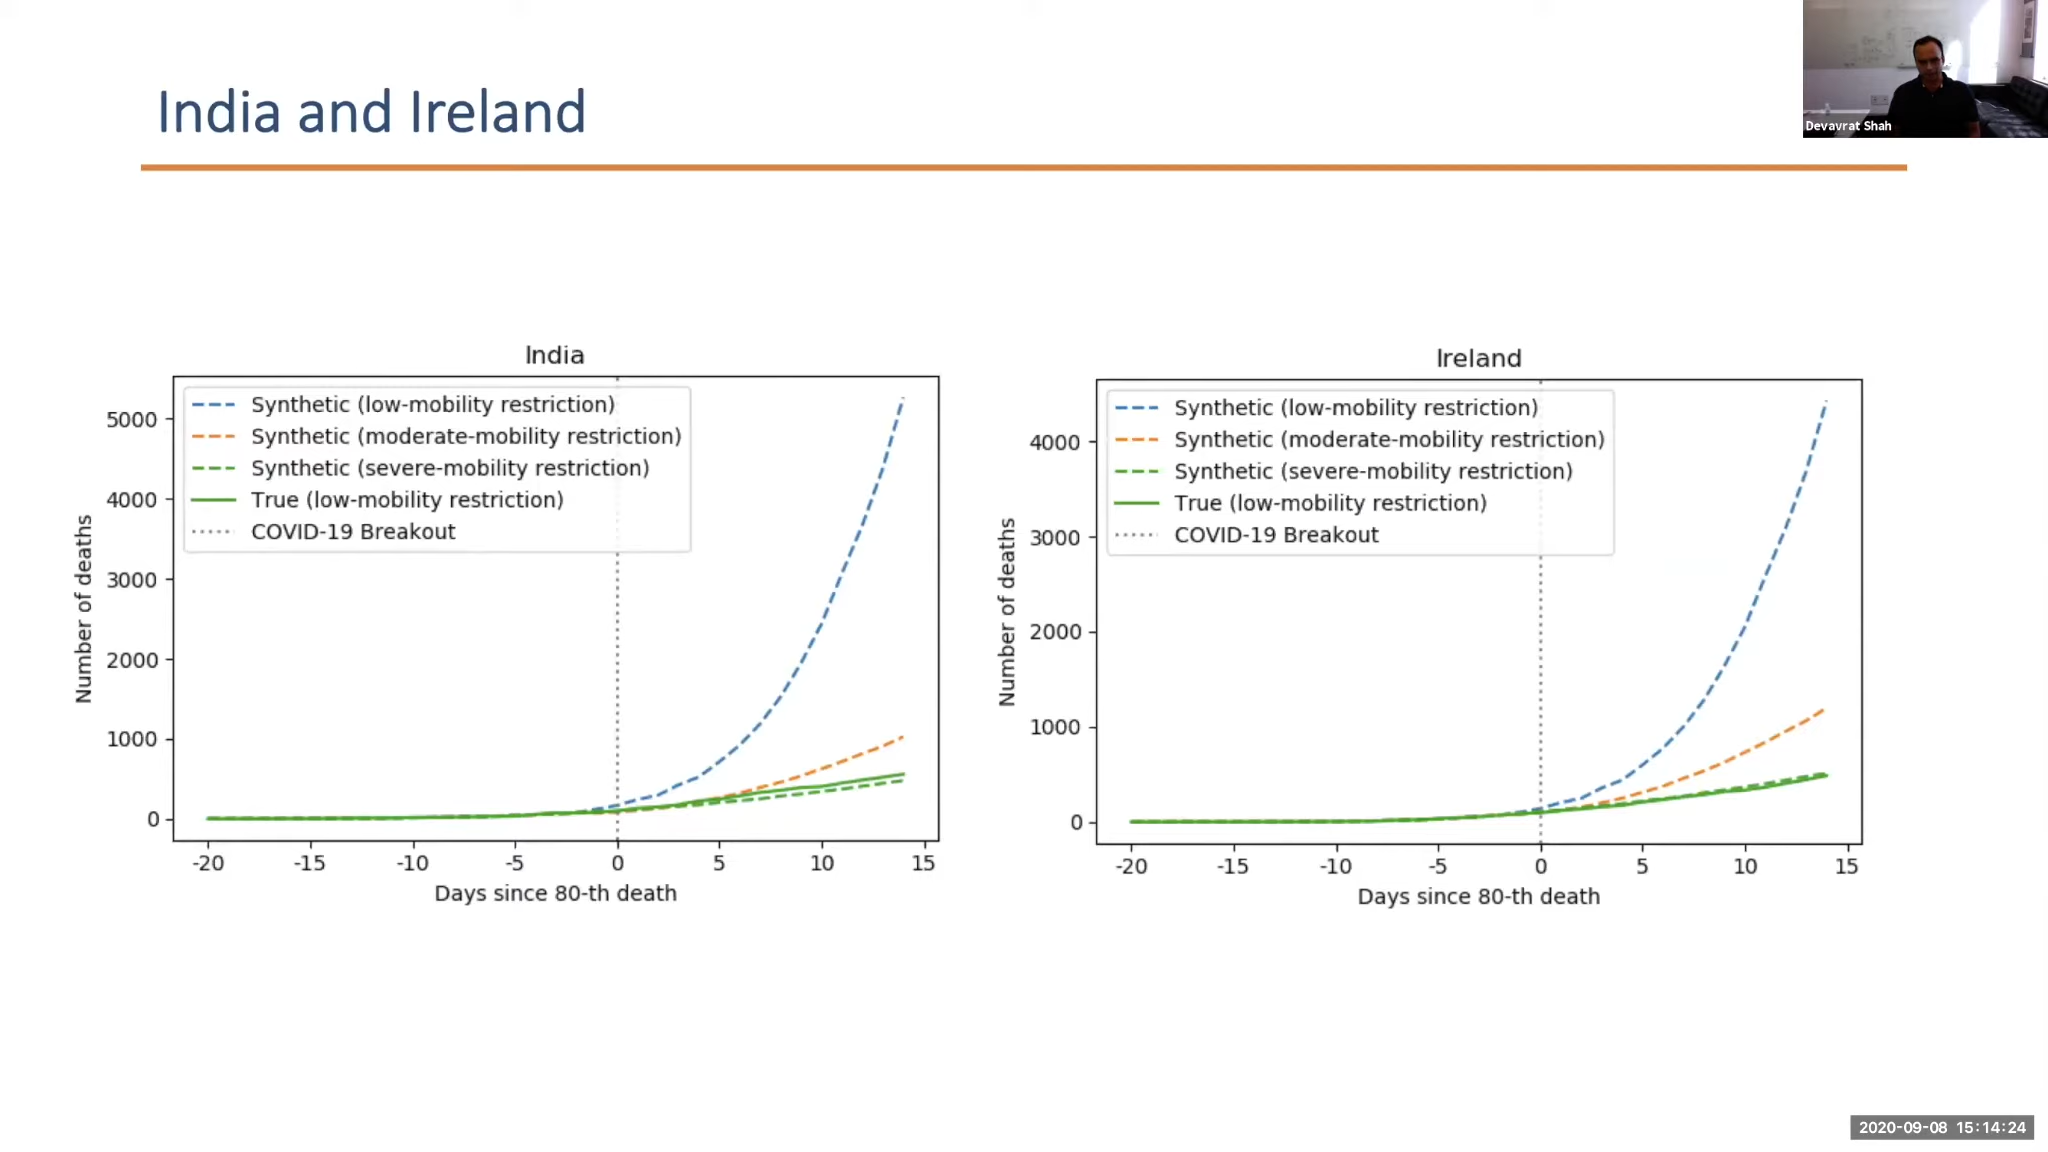 India and Ireland
Devavrat Shah
India
Synthetic (low-mobility restriction)
Synthetic (moderate-mobility restriction)
Synthetic (severe-mobility restriction)
True (low-mobility restriction)
COVID-19 Breakout
Number of deaths
5000
4000
3000
2000
1000
0
-20 -15 -10 -5 0 5 10 15
Days since 80-th death
Ireland
Synthetic (low-mobility restriction)
Synthetic (moderate-mobility restriction)
Synthetic (severe-mobility restriction)
True (low-mobility restriction)
COVID-19 Breakout
Number of deaths
4000
3000
2000
1000
0
-20 -15 -10 -5 0 5 10 15
Days since 80-th death
2020-09-08 15:14:24